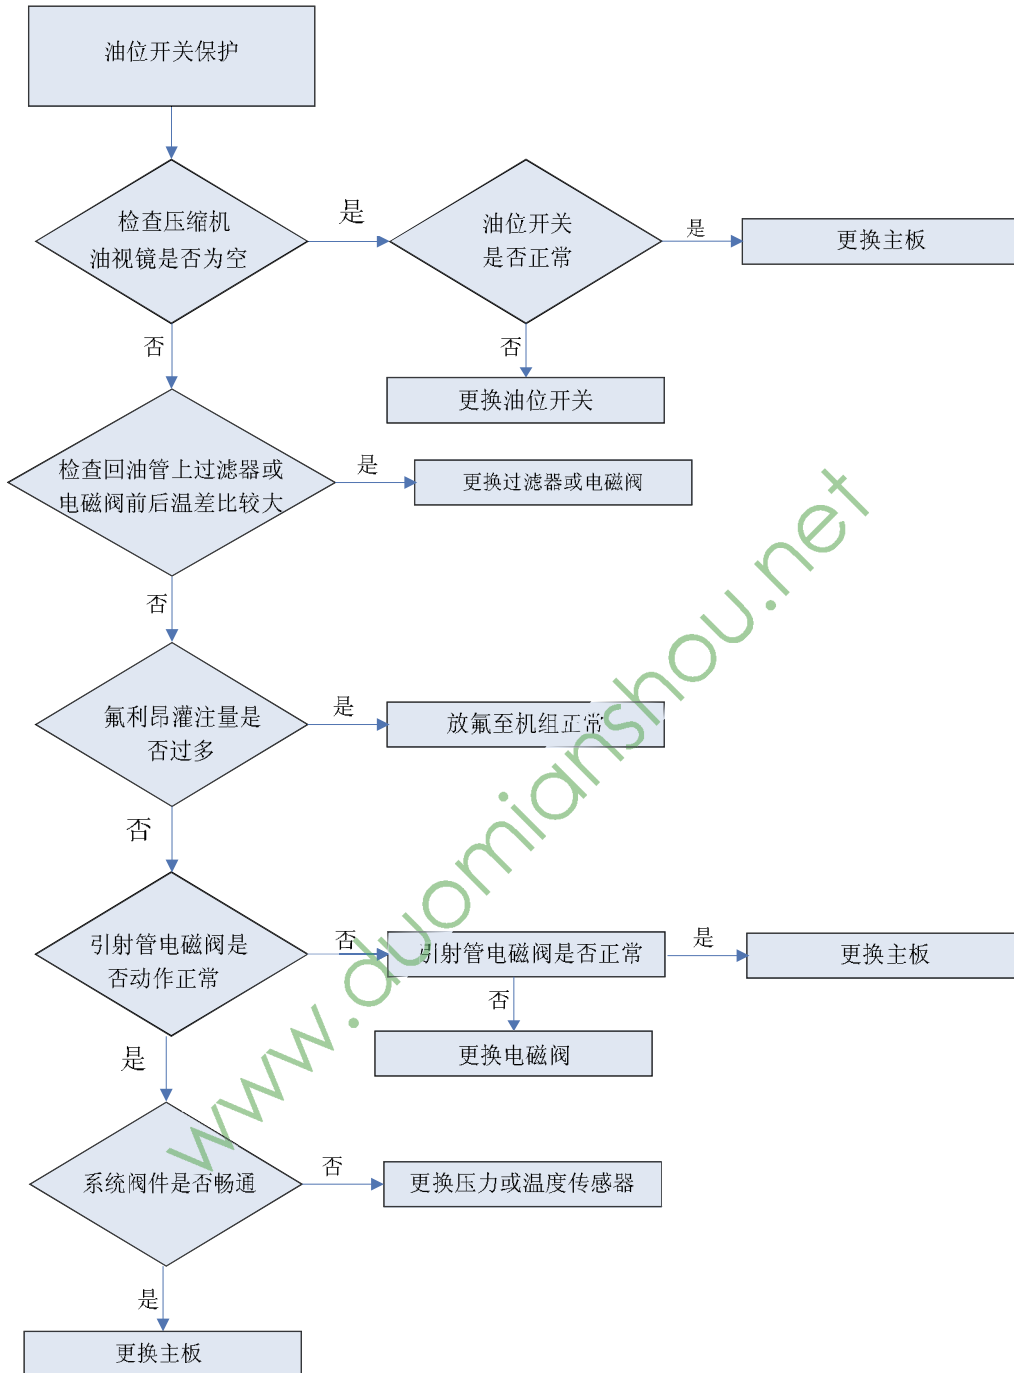 油位开关保护
检查压缩机
油视镜是否为空
是
油位开关
是否正常
是
更换主板
否
否
更换油位开关
检查回油管上过滤器或
电磁阀前后温差比较大
是
更换过滤器或电磁阀
否
氟利昂灌注量是
否过多
是
放氟至机组正常
否
引射管电磁阀是
否动作正常
否
引射管电磁阀是否正常
是
更换主板
否
更换电磁阀
是
系统阀件是否畅通
否
更换压力或温度传感器
是
更换主板
www.duomianshou.net